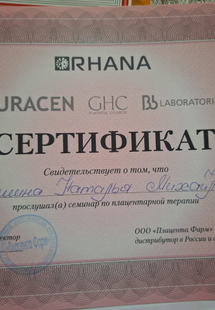 RHANA
URACEN GHC B&B LABORATORI
СЕРТИФИКАТ
Свидетельствует о том, что
Наталья
прослушал(а) семинар по плацентарной терапии
ректор
ООО «Плацента Фарм»
дистрибутор в России и